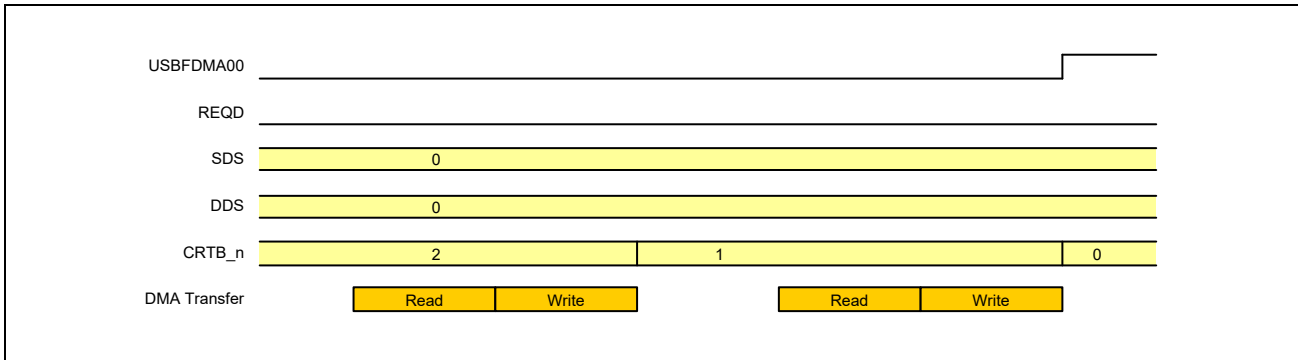 USBFDMA00
REQD
SDS 0
DDS 0
CRTB_n 2 1 0
DMA Transfer Read Write Read Write